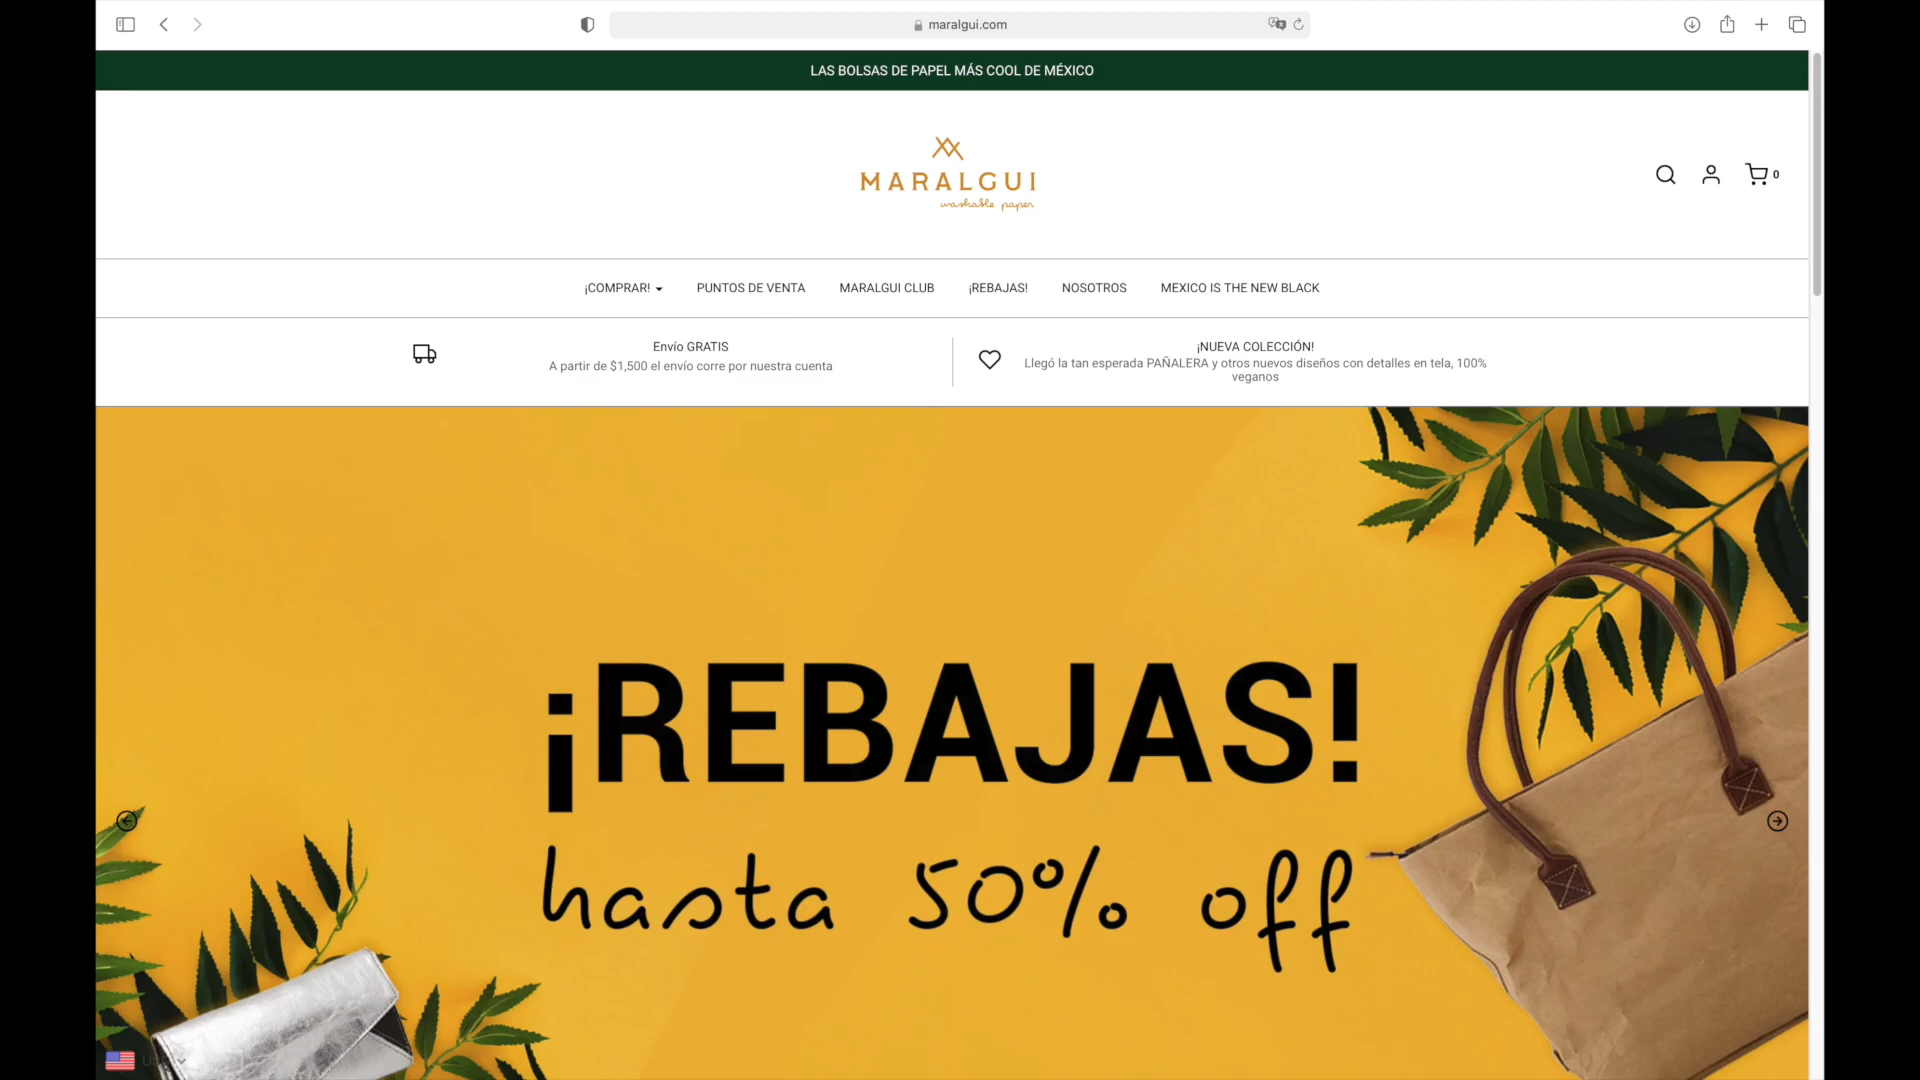 maralgui.com
LAS BOLSAS DE PAPEL MÁS COOL DE MÉXICO
MARALGUI
washable paper
0
¡COMPRAR!
PUNTOS DE VENTA
MARALGUI CLUB
¡REBAJAS!
NOSOTROS
MEXICO IS THE NEW BLACK
Envío GRATIS
A partir de $1,500 el envío corre por nuestra cuenta
¡NUEVA COLECCIÓN!
Llegó la tan esperada PAÑALERA y otros nuevos diseños con detalles en tela, 100%
veganos
¡REBAJAS!
hasta 50% off